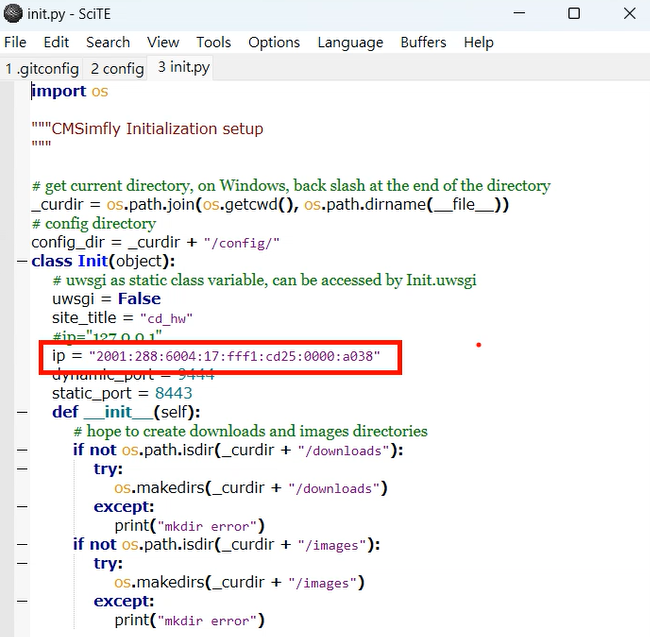 init.py - SciTE
File Edit Search View Tools Options Language Buffers Help
1 .gitconfig 2 config 3 init.py
import os
"""CMSimfly Initialization setup
"""
# get current directory, on Windows, back slash at the end of the directory
_curdir = os.path.join(os.getcwd(), os.path.dirname(__file__))
# config directory
config_dir = _curdir + "/config/"
class Init(object):
# uwsgi as static class variable, can be accessed by Init.uwsgi
uwsgi = False
site_title = "cd_hw"
#ip="127.0.0.1"
ip = "2001:288:6004:17:fff1:cd25:0000:a038"
dynamic_port = 9444
static_port = 8443
def __init__(self):
# hope to create downloads and images directories
if not os.path.isdir(_curdir + "/downloads"):
try:
os.makedirs(_curdir + "/downloads")
except:
print("mkdir error")
if not os.path.isdir(_curdir + "/images"):
try:
os.makedirs(_curdir + "/images")
except:
print("mkdir error")